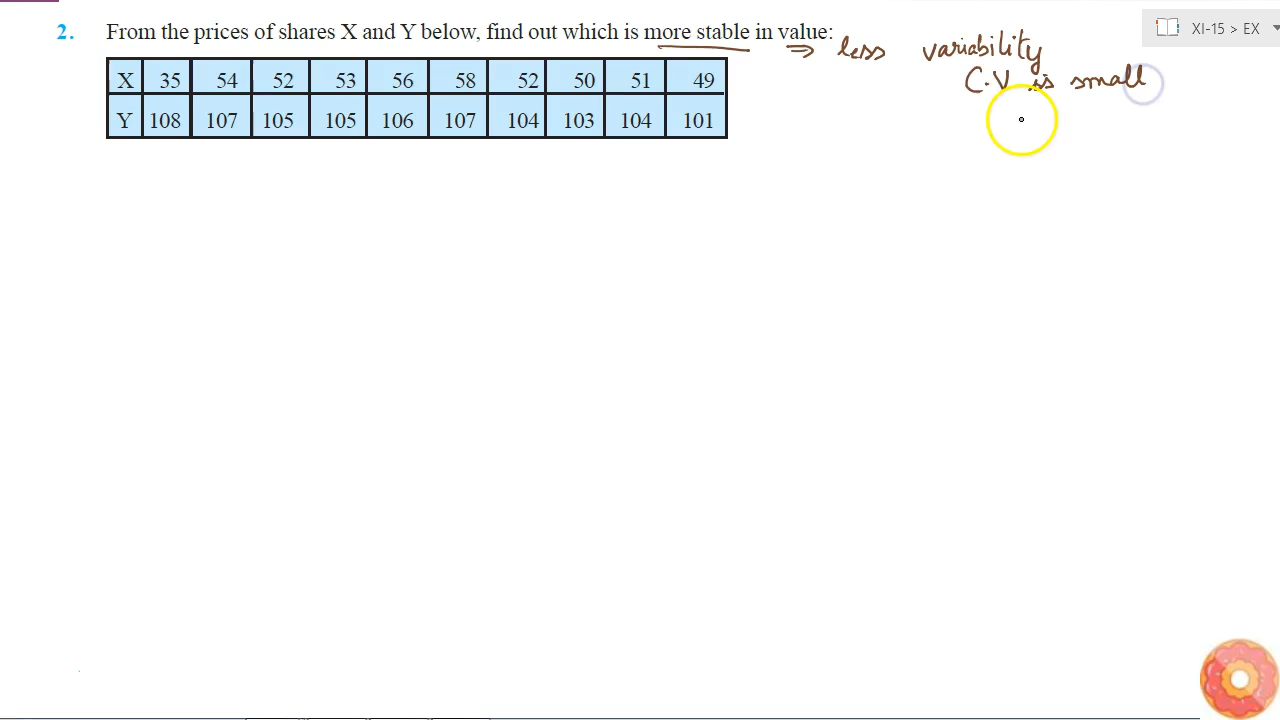 2. From the prices of shares X and Y below, find out which is more stable in value: ⇒ less variability
C.V is small
XI-15 > EX
X 35 54 52 53 56 58 52 50 51 49
Y 108 107 105 105 106 107 104 103 104 101